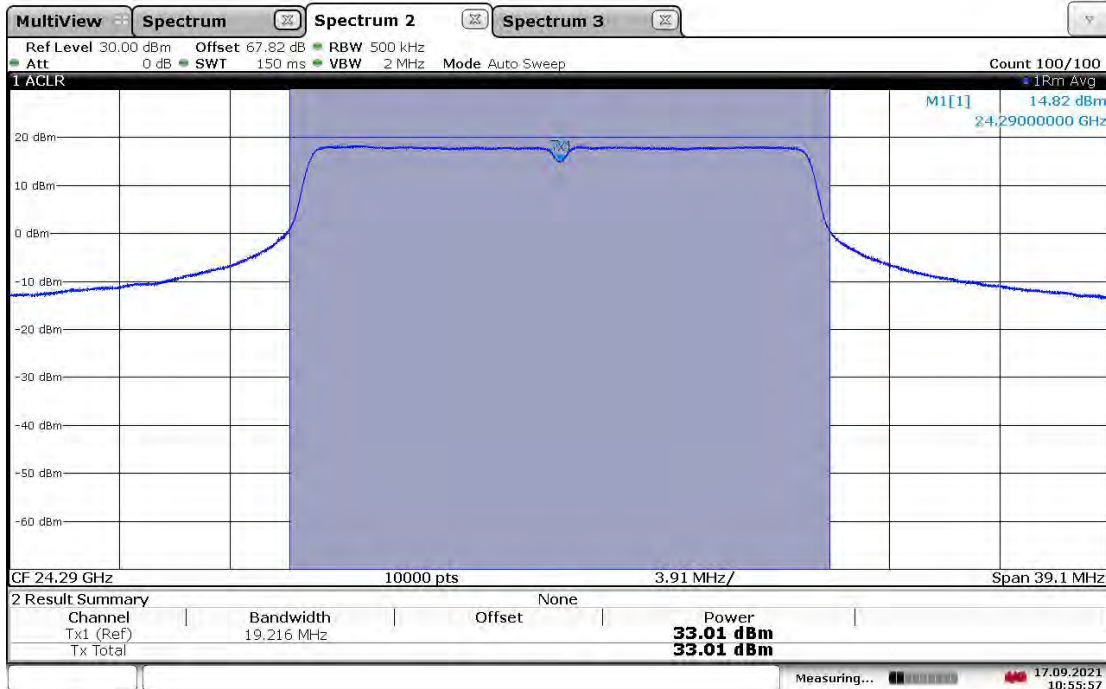 MultiView Spectrum Spectrum 2 Spectrum 3
Ref Level 30.00 dBm Offset 67.82 dB RBW 500 kHz
Att 0 dB SWT 150 ms VBW 2 MHz Mode Auto Sweep Count 100/100
1 ACLR 1Rm Avg
M1[1] 14.82 dBm
24.29000000 GHz
20 dBm
TX1
10 dBm
0 dBm
-10 dBm
-20 dBm
-30 dBm
-40 dBm
-50 dBm
-60 dBm
CF 24.29 GHz 10000 pts 3.91 MHz/ Span 39.1 MHz
2 Result Summary None
Channel Bandwidth Offset Power
Tx1 (Ref) 19.216 MHz 33.01 dBm
Tx Total 33.01 dBm
Measuring... 17.09.2021
10:55:57